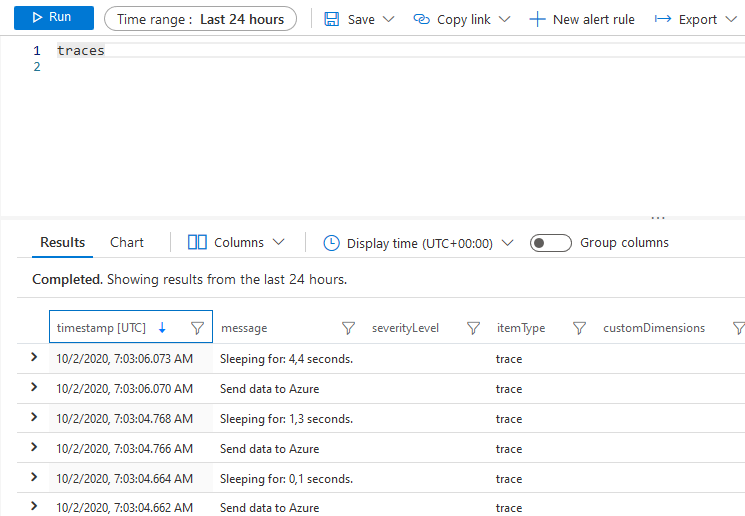 Run Time range : Last 24 hours Save Copy link New alert rule Export
1 traces
2
Results Chart Columns Display time (UTC+00:00) Group columns
Completed. Showing results from the last 24 hours.
timestamp [UTC] message severityLevel itemType customDimensions
10/2/2020, 7:03:06.073 AM Sleeping for: 4,4 seconds. trace
10/2/2020, 7:03:06.070 AM Send data to Azure trace
10/2/2020, 7:03:04.768 AM Sleeping for: 1,3 seconds. trace
10/2/2020, 7:03:04.766 AM Send data to Azure trace
10/2/2020, 7:03:04.664 AM Sleeping for: 0,1 seconds. trace
10/2/2020, 7:03:04.662 AM Send data to Azure trace